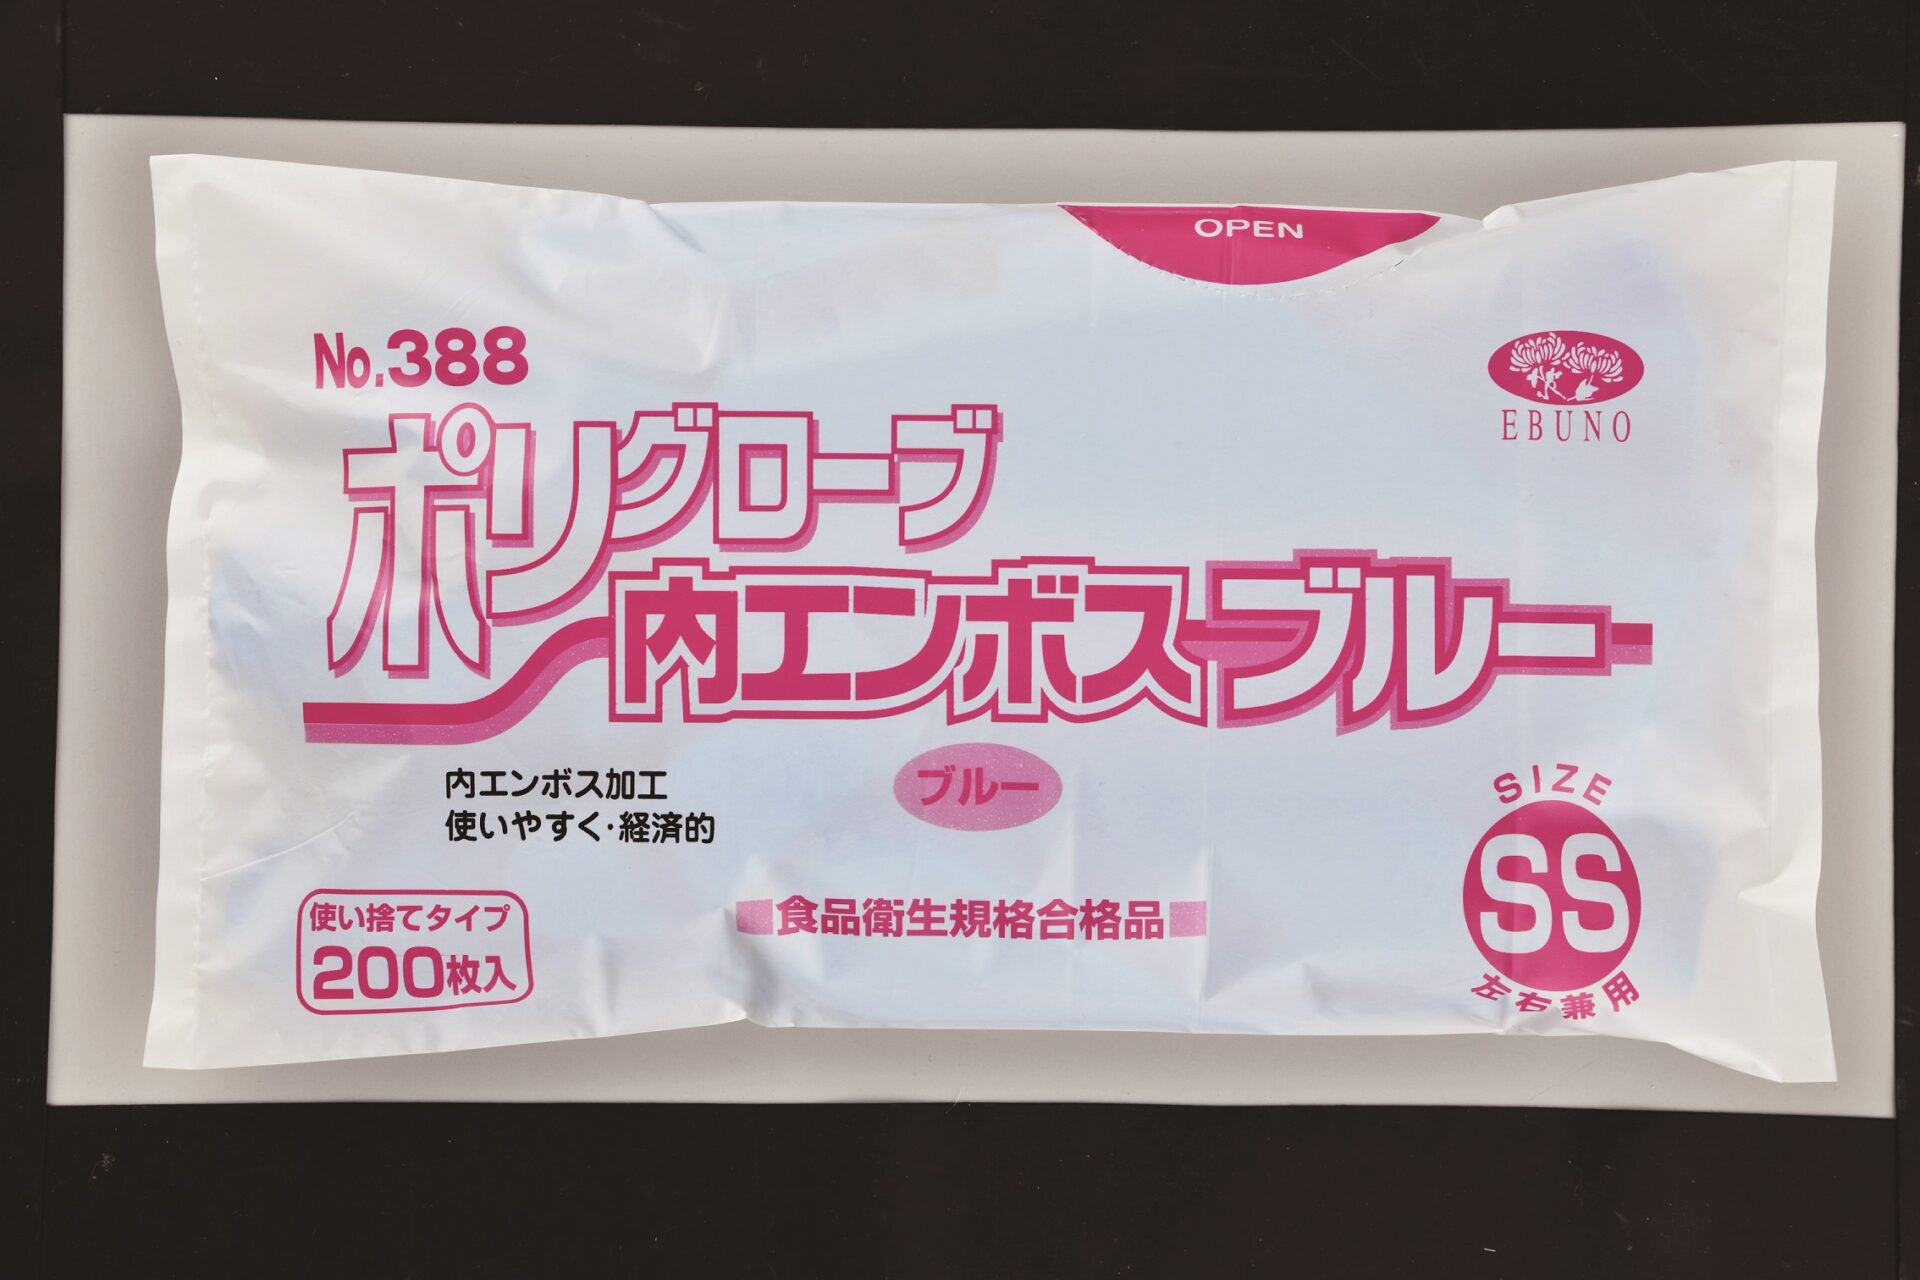 OPEN
No.388
EBUNO
ポリグローブ
内エンボスブルー
内エンボス加工
使いやすく・経済的
ブルー
使い捨てタイプ
200枚入
■食品衛生規格合格品■
SIZE
SS
左右兼用